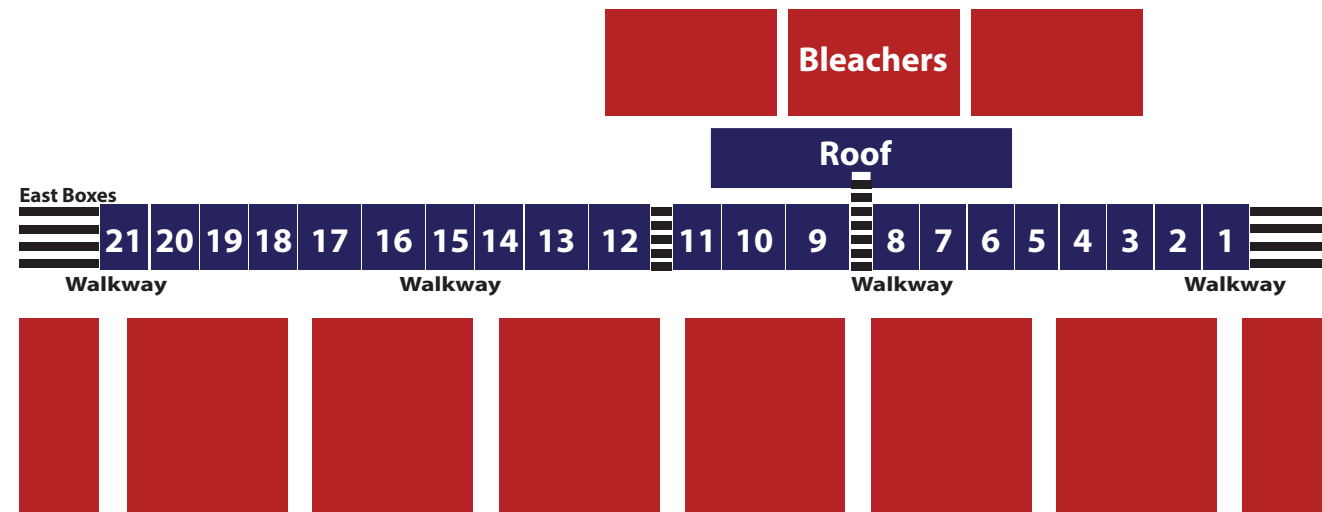 Bleachers
Roof
East Boxes
21 20 19 18 17 16 15 14 13 12 11 10 9 8 7 6 5 4 3 2 1
Walkway Walkway Walkway Walkway